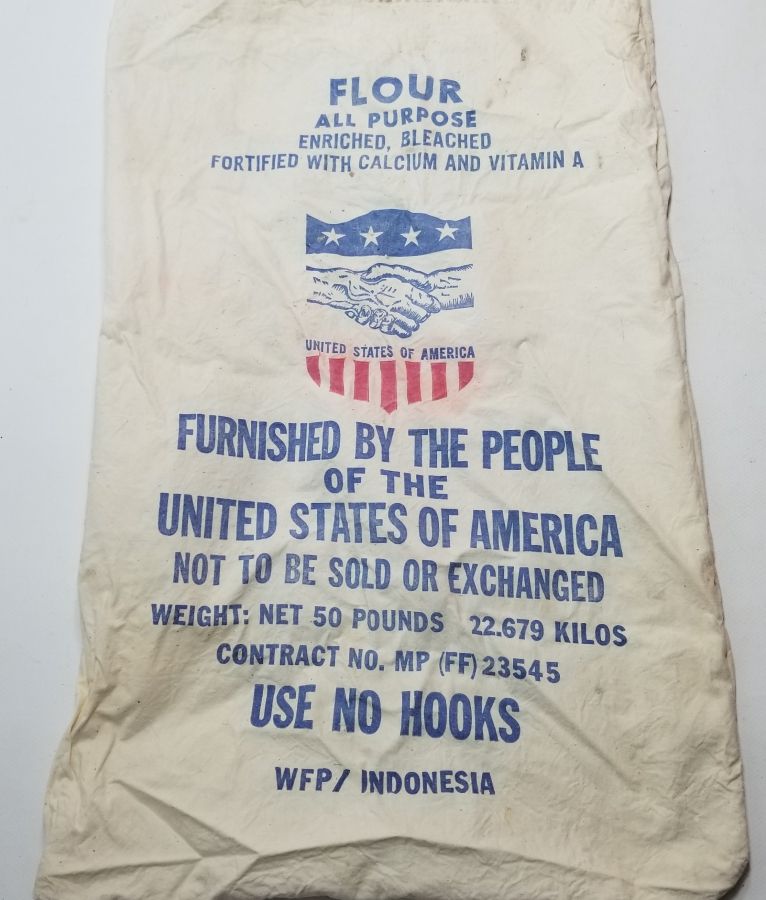 FLOUR
ALL PURPOSE
ENRICHED, BLEACHED
FORTIFIED WITH CALCIUM AND VITAMIN A
UNITED STATES OF AMERICA
FURNISHED BY THE PEOPLE
OF THE
UNITED STATES OF AMERICA
NOT TO BE SOLD OR EXCHANGED
WEIGHT: NET 50 POUNDS 22.679 KILOS
CONTRACT NO. MP (FF) 23545
USE NO HOOKS
WFP/ INDONESIA